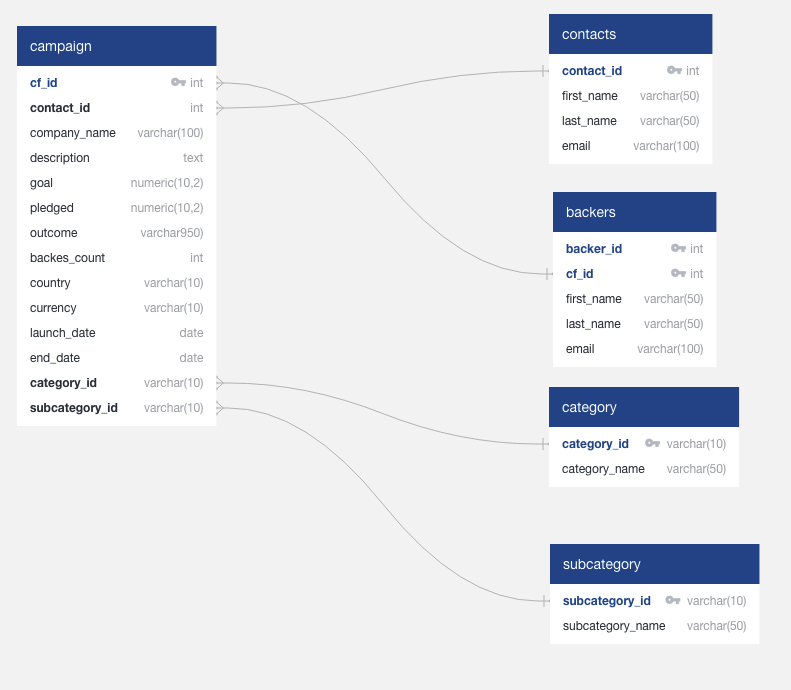 campaign
cf_id int
contact_id int
company_name varchar(100)
description text
goal numeric(10,2)
pledged numeric(10,2)
outcome varchar950)
backes_count int
country varchar(10)
currency varchar(10)
launch_date date
end_date date
category_id varchar(10)
subcategory_id varchar(10)
contacts
contact_id int
first_name varchar(50)
last_name varchar(50)
email varchar(100)
backers
backer_id int
cf_id int
first_name varchar(50)
last_name varchar(50)
email varchar(100)
category
category_id varchar(10)
category_name varchar(50)
subcategory
subcategory_id varchar(10)
subcategory_name varchar(50)